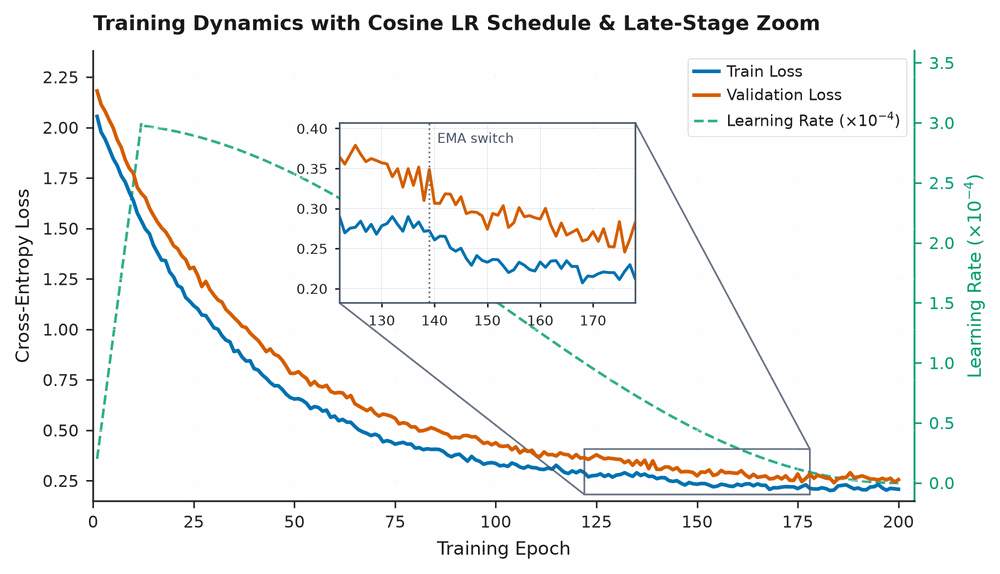 Training Dynamics with Cosine LR Schedule & Late-Stage Zoom
Train Loss
Validation Loss
Learning Rate (×10⁻⁴)
Cross-Entropy Loss
2.25
2.00
1.75
1.50
1.25
1.00
0.75
0.50
0.25
EMA switch
0.40
0.35
0.30
0.25
0.20
130 140 150 160 170
3.5
3.0
2.5
2.0
1.5
1.0
0.5
0.0
Learning Rate (×10⁻⁴)
0 25 50 75 100 125 150 175 200
Training Epoch